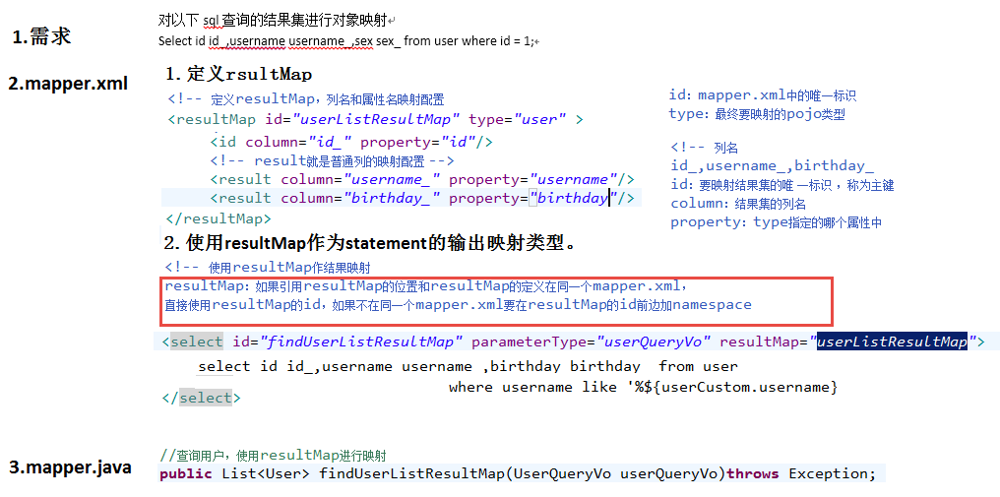 对以下 sql 查询的结果集进行对象映射
1.需求
Select id id_,username username_,sex sex_ from user where id = 1;
2.mapper.xml
1.定义rsultMap
<!-- 定义resultMap，列名和属性名映射配置
id：mapper.xml中的唯一标识
<resultMap id="userListResultMap" type="user" >
type：最终要映射的pojo类型
<id column="id_" property="id"/>
<!-- result就是普通列的映射配置 -->
<!-- 列名
<result column="username_" property="username"/>
id_,username_,birthday_
<result column="birthday_" property="birthday"/>
id：要映射结果集的唯一标识 ，称为主键
column：结果集的列名
</resultMap>
property：type指定的哪个属性中
2.使用resultMap作为statement的输出映射类型。
<!-- 使用resultMap作结果映射
resultMap：如果引用resultMap的位置和resultMap的定义在同一个mapper.xml，
直接使用resultMap的id，如果不在同一个mapper.xml要在resultMap的id前边加namespace
<select id="findUserListResultMap" parameterType="userQueryVo" resultMap="userListResultMap">
select id id_,username username ,birthday birthday  from user
where username like '%${userCustom.username}
</select>
3.mapper.java
//查询用户，使用resultMap进行映射
public List<User> findUserListResultMap(UserQueryVo userQueryVo)throws Exception;